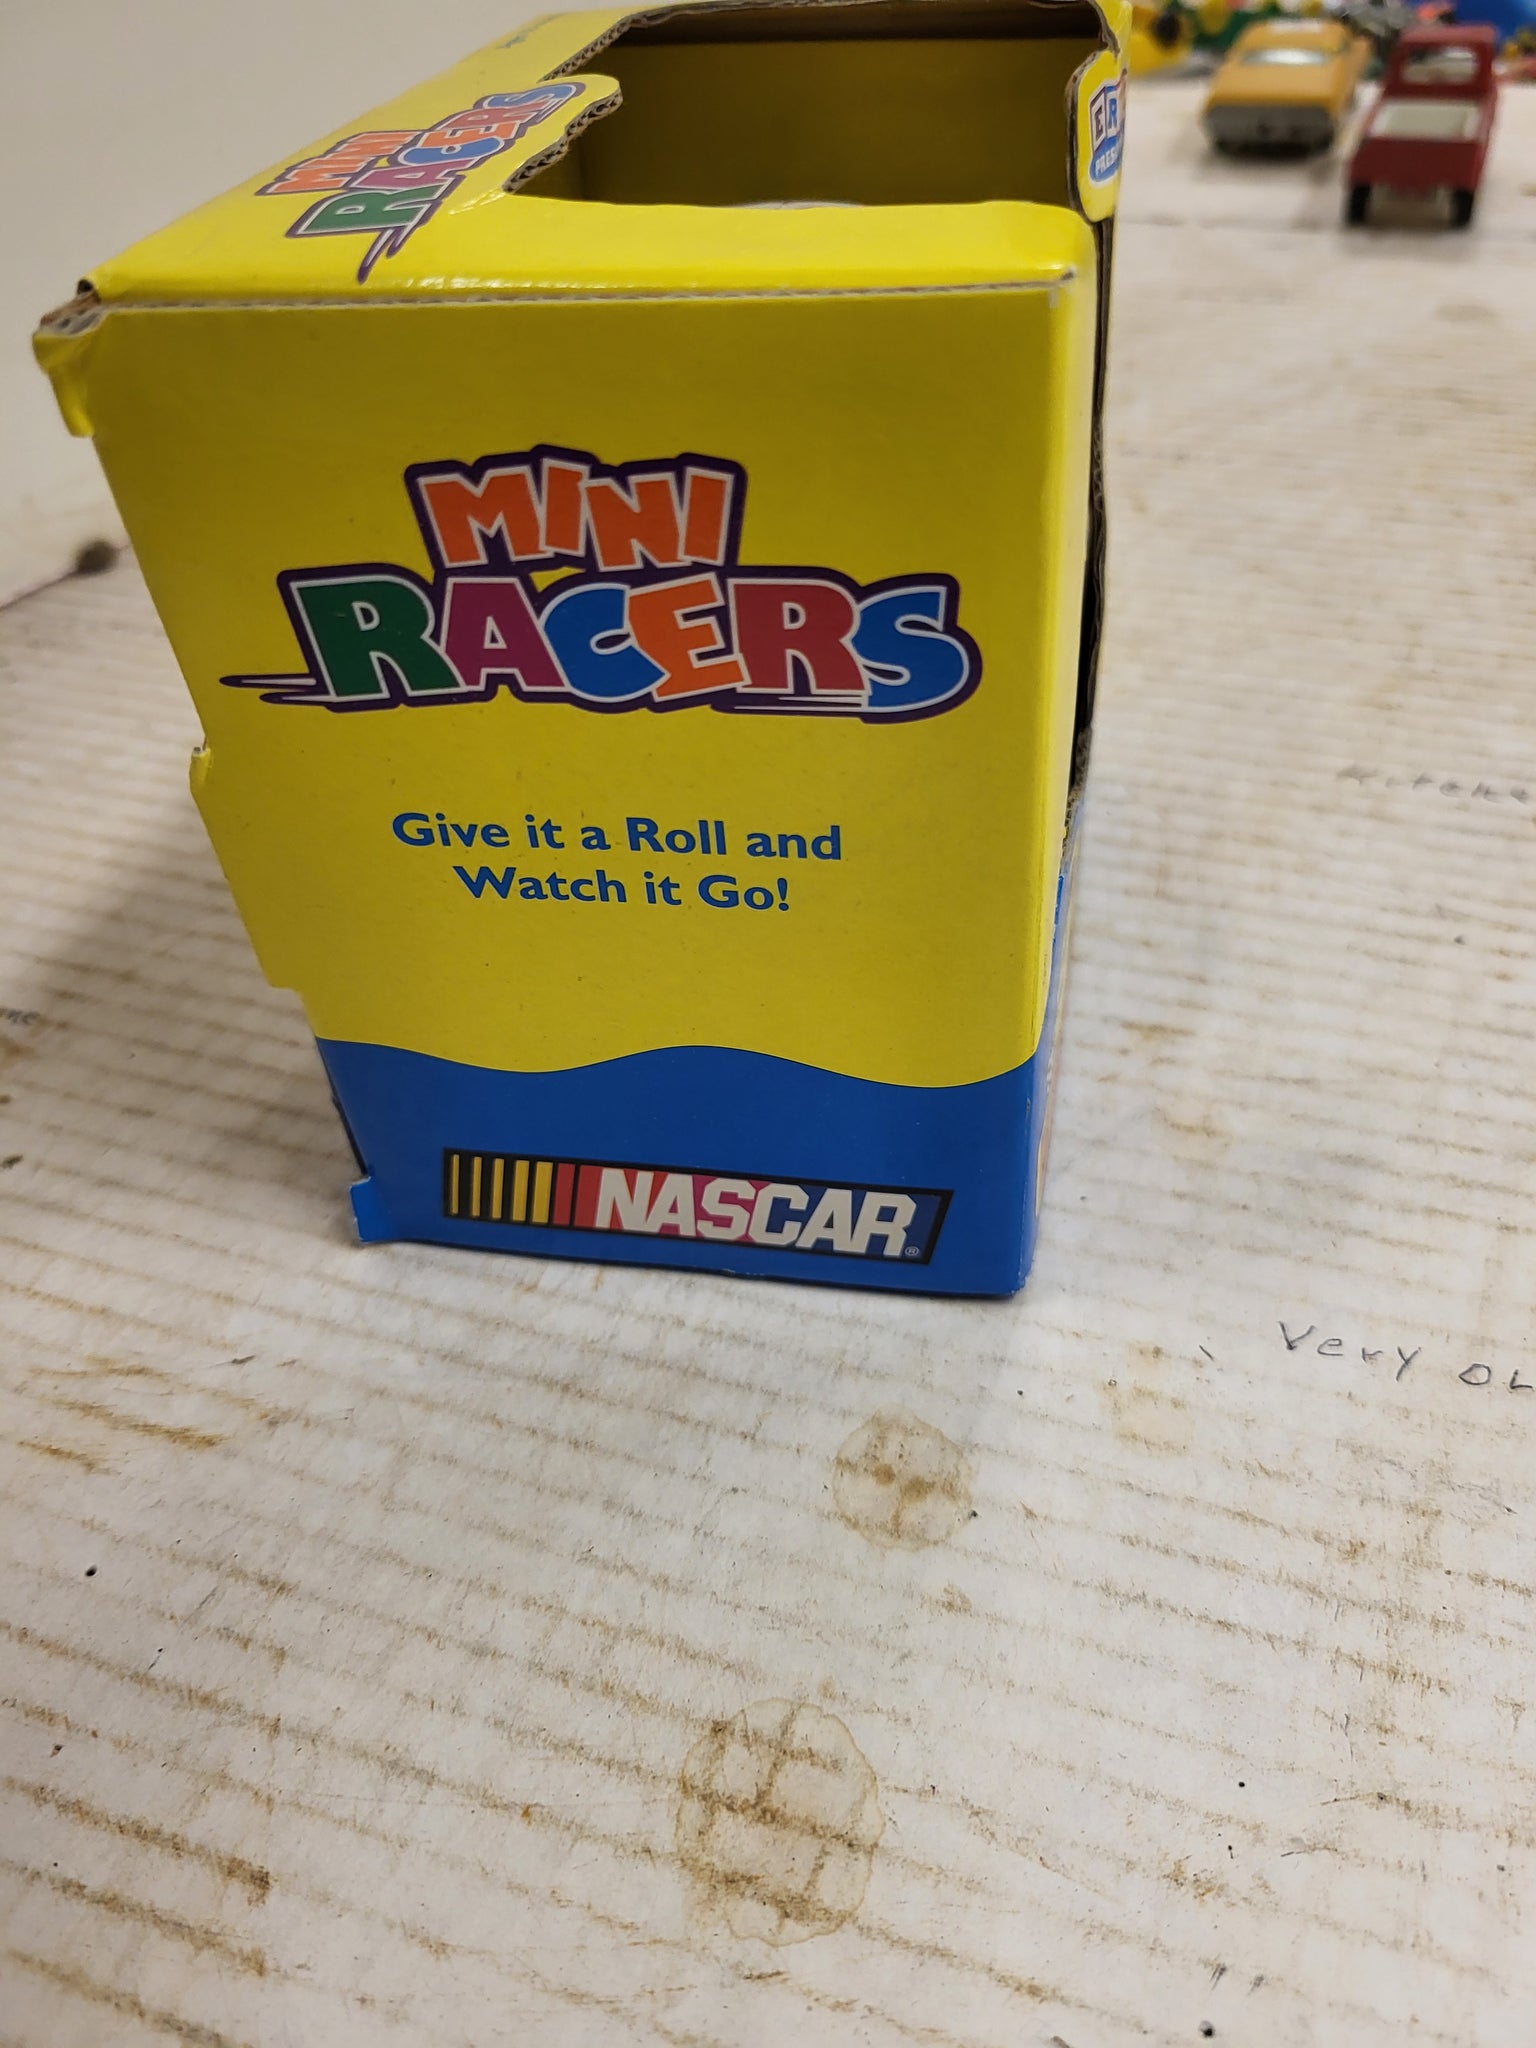 MINI
RACERS
MINI
RACERS
Give it a Roll and
Watch it Go!
NASCAR®
Very